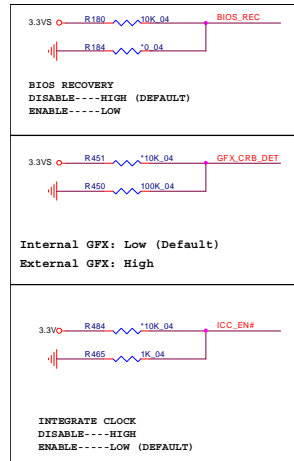 3.3VS R180 10K_04 BIOS_REC
R184 *0_04
BIOS RECOVERY
DISABLE----HIGH (DEFAULT)
ENABLE-----LOW
3.3VS R451 *10K_04 GFX_CRB_DET
R450 100K_04
Internal GFX: Low (Default)
External GFX: High
3.3V R484 *10K_04 ICC_EN#
R465 1K_04
INTEGRATE CLOCK
DISABLE----HIGH
ENABLE----LOW (DEFAULT)